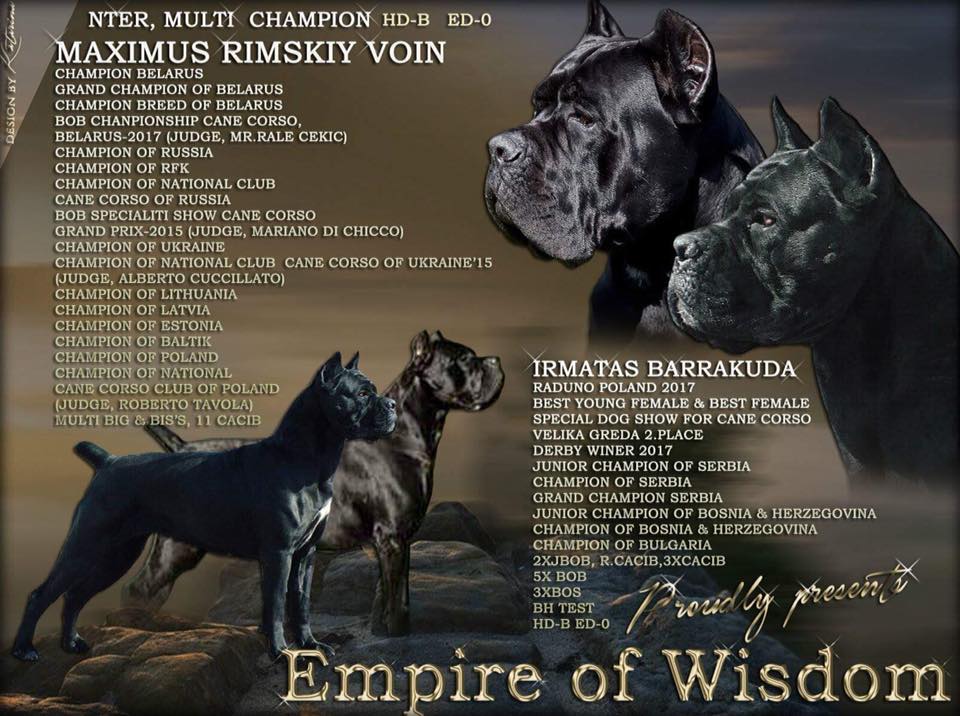 NTER, MULTI CHAMPION HD-B ED-0
MAXIMUS RIMSKIY VOIN
CHAMPION BELARUS
GRAND CHAMPION OF BELARUS
CHAMPION BREED OF BELARUS
BOB CHANPIONSHIP CANE CORSO,
BELARUS-2017 (JUDGE, MR.RALE CEKIC)
CHAMPION OF RUSSIA
CHAMPION OF RFK
CHAMPION OF NATIONAL CLUB
CANE CORSO OF RUSSIA
BOB SPECIALITI SHOW CANE CORSO
GRAND PRIX-2015 (JUDGE, MARIANO DI CHICCO)
CHAMPION OF UKRAINE
CHAMPION OF NATIONAL CLUB CANE CORSO OF UKRAINE'15
(JUDGE, ALBERTO CUCCILLATO)
CHAMPION OF LITHUANIA
CHAMPION OF LATVIA
CHAMPION OF ESTONIA
CHAMPION OF BALTIK
CHAMPION OF POLAND
CHAMPION OF NATIONAL
CANE CORSO CLUB OF POLAND
(JUDGE, ROBERTO TAVOLA)
MULTI BIG & BIS'S, 11 CACIB
IRMATAS BARRAKUDA
RADUNO POLAND 2017
BEST YOUNG FEMALE & BEST FEMALE
SPECIAL DOG SHOW FOR CANE CORSO
VELIKA GREDA 2.PLACE
DERBY WINER 2017
JUNIOR CHAMPION OF SERBIA
CHAMPION OF SERBIA
GRAND CHAMPION SERBIA
JUNIOR CHAMPION OF BOSNIA & HERZEGOVINA
CHAMPION OF BOSNIA & HERZEGOVINA
CHAMPION OF BULGARIA
2XJBOB, R.CACIB,3XCACIB
5X BOB
3XBOS
BH TEST
HD-B ED-0
Proudly presents
Empire of Wisdom
DESIGN BY